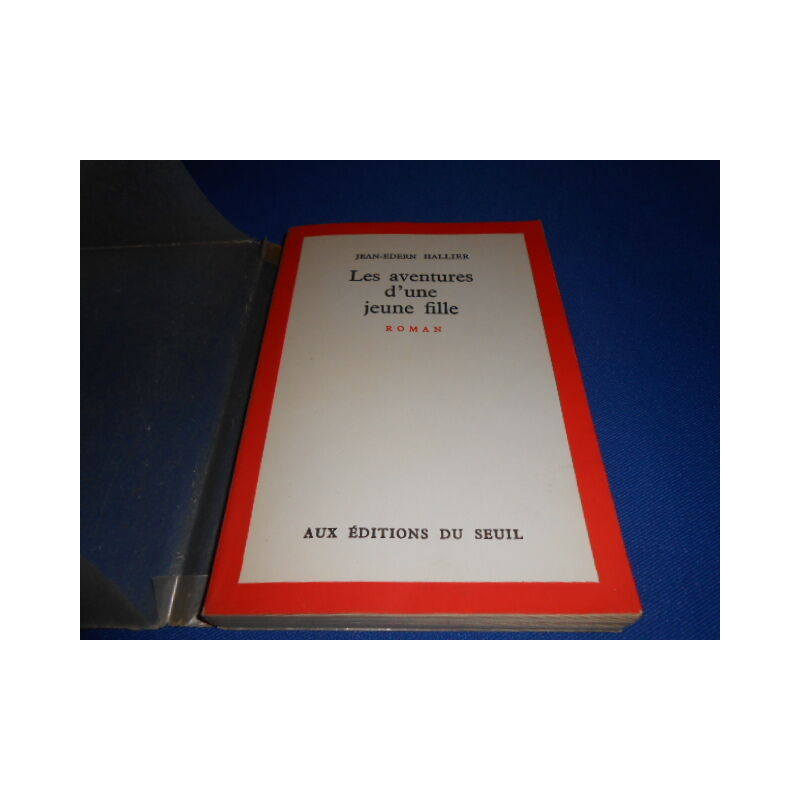 JEAN-EDERN HALLIER
Les aventures
d'une
jeune fille
ROMAN
AUX ÉDITIONS DU SEUIL